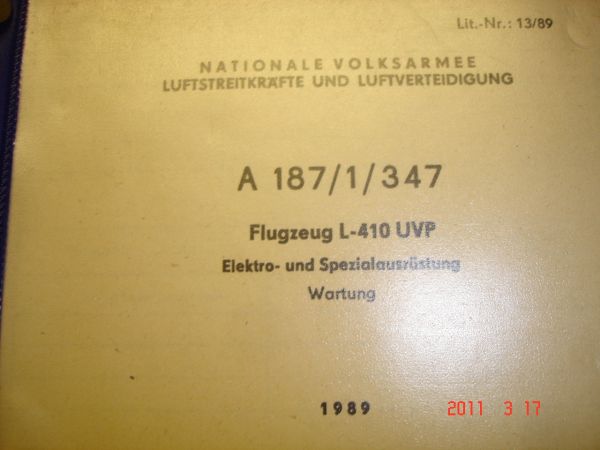 Lit.-Nr.: 13/89
NATIONALE VOLKSARMEE
LUFTSTREITKRÄFTE UND LUFTVERTEIDIGUNG
A 187/1/347
Flugzeug L-410 UVP
Elektro- und Spezialausrüstung
Wartung
1989
2011 3 17